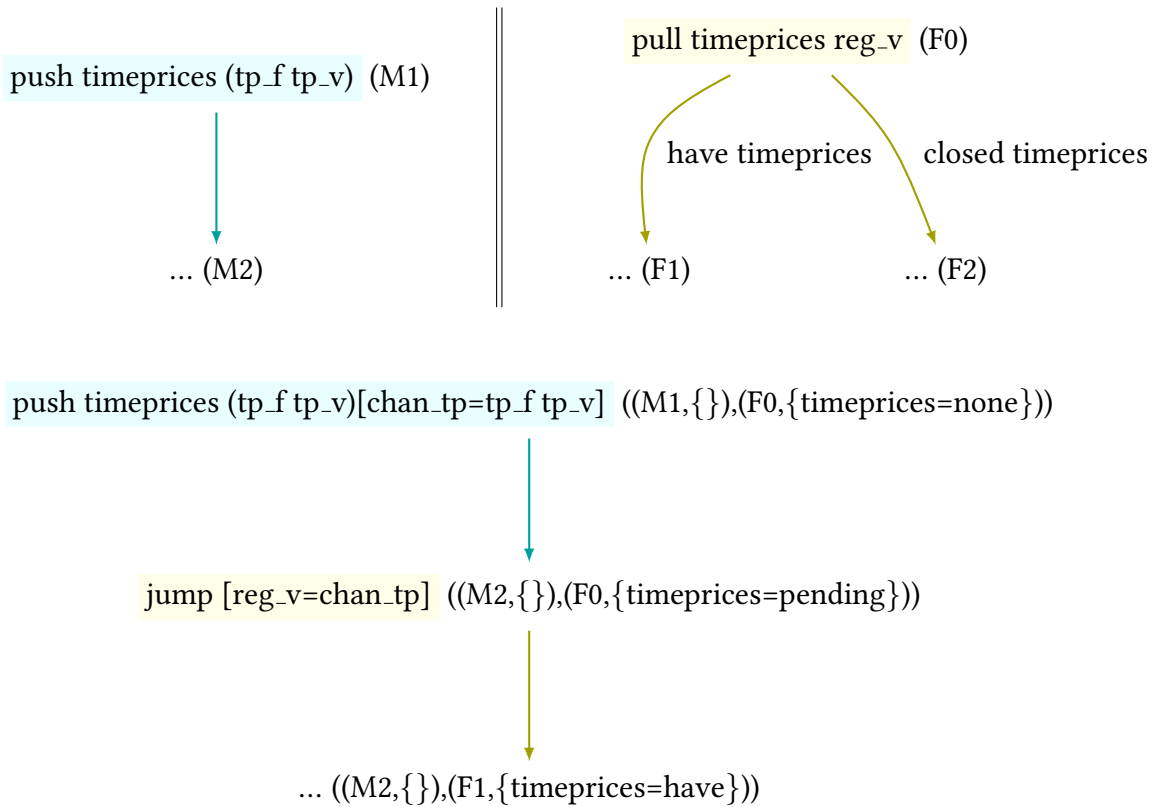 push timeprices (tp_f tp_v) (M1)
… (M2)
pull timeprices reg_v (F0)
have timeprices
closed timeprices
… (F1)
… (F2)
push timeprices (tp_f tp_v)[chan_tp=tp_f tp_v] ((M1,{}),(F0,{timeprices=none}))
jump [reg_v=chan_tp] ((M2,{}),(F0,{timeprices=pending}))
… ((M2,{}),(F1,{timeprices=have}))